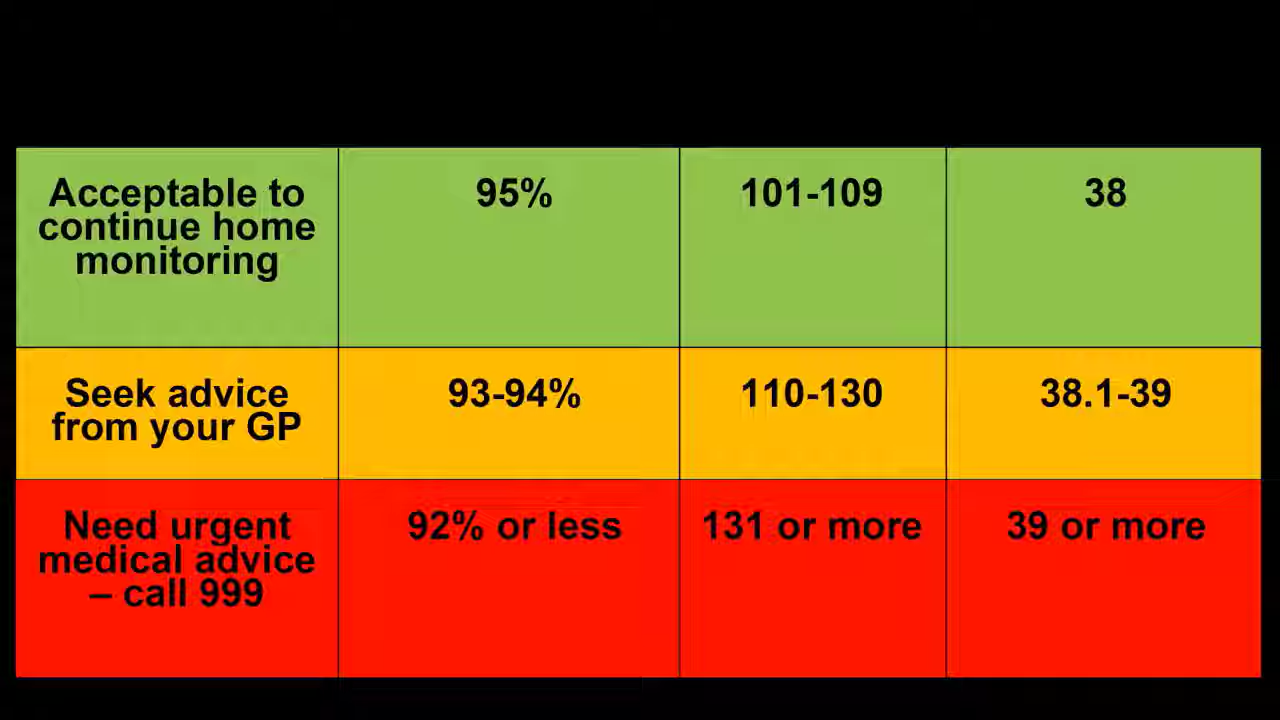 Acceptable to 95% 101-109 38
continue home
monitoring
Seek advice 93-94% 110-130 38.1-39
from your GP
Need urgent 92% or less 131 or more 39 or more
medical advice
– call 999